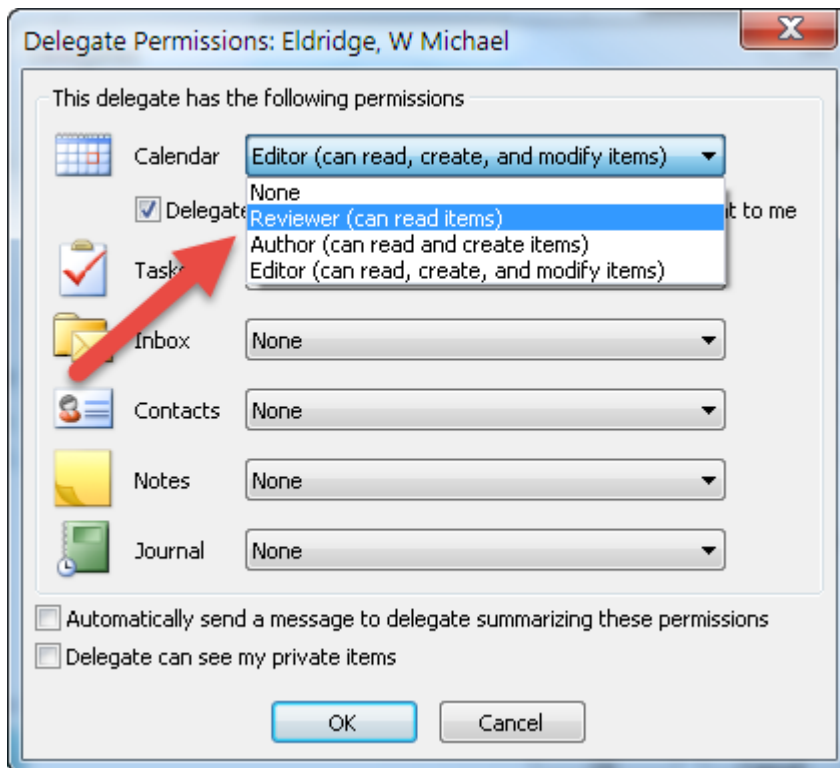 Delegate Permissions: Eldridge, W Michael
This delegate has the following permissions
Calendar Editor (can read, create, and modify items)
None
Delegate t to me
Reviewer (can read items)
Author (can read and create items)
Tasks
Editor (can read, create, and modify items)
Inbox None
Contacts None
Notes None
Journal None
Automatically send a message to delegate summarizing these permissions
Delegate can see my private items
OK Cancel